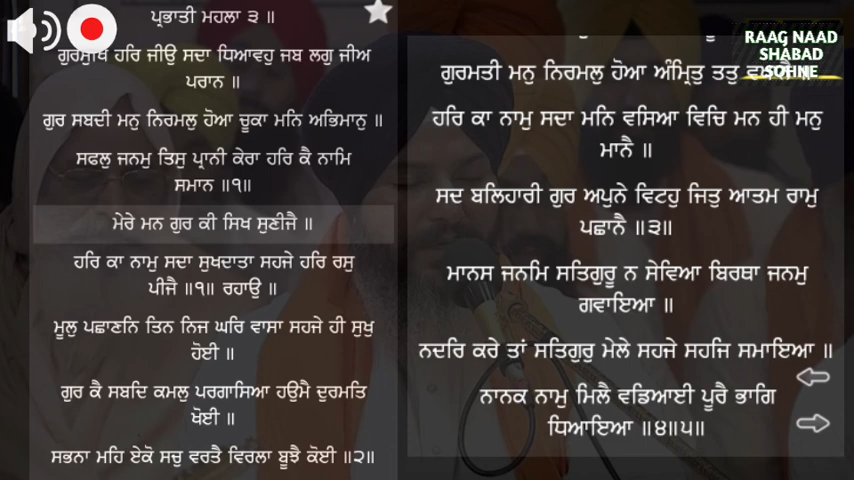 ਪ੍ਰਭਾਤੀ ਮਹਲਾ ੩ ॥
ਗੁਰਮੁਖਿ ਹਰਿ ਜੀਉ ਸਦਾ ਧਿਆਵਹੁ ਜਬ ਲਗੁ ਜੀਅ
ਪਰਾਨ ॥
ਗੁਰ ਸਬਦੀ ਮਨੁ ਨਿਰਮਲੁ ਹੋਆ ਚੂਕਾ ਮਨਿ ਅਭਿਮਾਨੁ ॥
ਸਫਲੁ ਜਨਮੁ ਤਿਸੁ ਪ੍ਰਾਨੀ ਕੇਰਾ ਹਰਿ ਕੈ ਨਾਮਿ
ਸਮਾਨ ॥੧॥
ਮੇਰੇ ਮਨ ਗੁਰ ਕੀ ਸਿਖ ਸੁਣੀਜੈ ॥
ਹਰਿ ਕਾ ਨਾਮੁ ਸਦਾ ਸੁਖਦਾਤਾ ਸਹਜੇ ਹਰਿ ਰਸੁ
ਪੀਜੈ ॥੧॥ ਰਹਾਉ ॥
ਮੂਲੁ ਪਛਾਣਨਿ ਤਿਨ ਨਿਜ ਘਰਿ ਵਾਸਾ ਸਹਜੇ ਹੀ ਸੁਖੁ
ਹੋਈ ॥
ਗੁਰ ਕੈ ਸਬਦਿ ਕਮਲੁ ਪਰਗਾਸਿਆ ਹਉਮੈ ਦੁਰਮਤਿ
ਖੋਈ ॥
ਸਭਨਾ ਮਹਿ ਏਕੋ ਸਚੁ ਵਰਤੈ ਵਿਰਲਾ ਬੂਝੈ ਕੋਈ ॥੨॥
RAAG NAAD
SHABAD
SOHNE
ਗੁਰਮਤੀ ਮਨੁ ਨਿਰਮਲੁ ਹੋਆ ਅੰਮ੍ਰਿਤੁ ਤਤੁ ॥
ਹਰਿ ਕਾ ਨਾਮੁ ਸਦਾ ਮਨਿ ਵਸਿਆ ਵਿਚਿ ਮਨ ਹੀ ਮਨੁ
ਮਾਨੈ ॥
ਸਦ ਬਲਿਹਾਰੀ ਗੁਰ ਅਪੁਨੇ ਵਿਟਹੁ ਜਿਤੁ ਆਤਮ ਰਾਮੁ
ਪਛਾਨੈ ॥੩॥
ਮਾਨਸ ਜਨਮਿ ਸਤਿਗੁਰੂ ਨ ਸੇਵਿਆ ਬਿਰਥਾ ਜਨਮੁ
ਗਵਾਇਆ ॥
ਨਦਰਿ ਕਰੇ ਤਾਂ ਸਤਿਗੁਰੁ ਮੇਲੇ ਸਹਜੇ ਸਹਜਿ ਸਮਾਇਆ ॥
ਨਾਨਕ ਨਾਮੁ ਮਿਲੈ ਵਡਿਆਈ ਪੂਰੈ ਭਾਗਿ
ਧਿਆਇਆ ॥੪॥੫॥